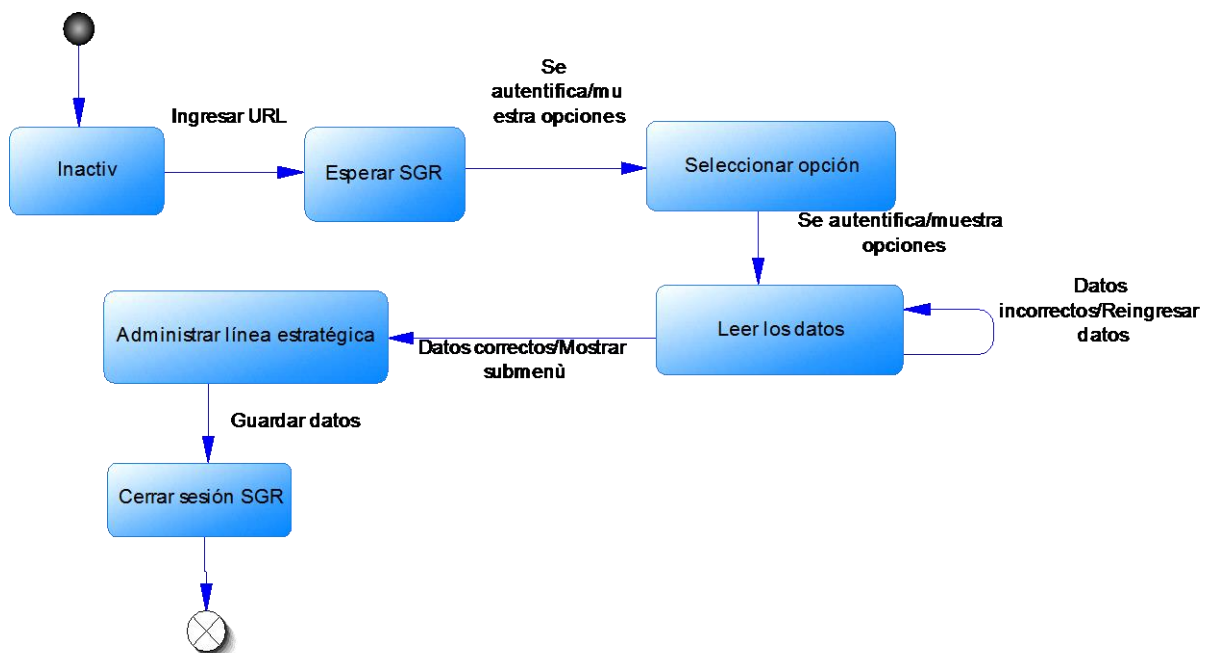 Ingresar URL
Se
autentifica/mu
estra opciones
Inactiv
Esperar SGR
Seleccionar opción
Se autentifica/muestra
opciones
Datos
incorrectos/Reingresar
datos
Leer los datos
Administrar línea estratégica
Datos correctos/Mostrar
submenù
Guardar datos
Cerrar sesión SGR